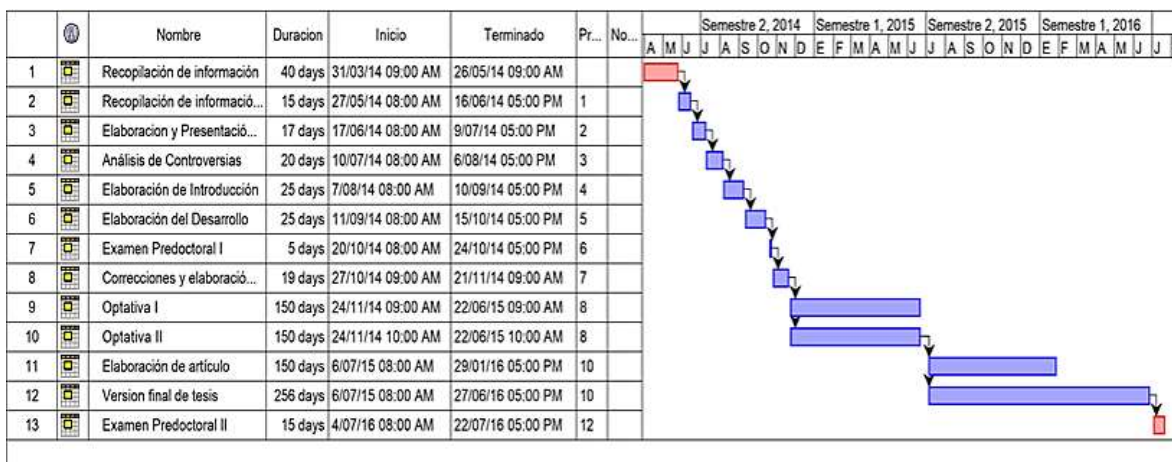 Semestre 2, 2014 Semestre 1, 2015 Semestre 2, 2015 Semestre 1, 2016
Nombre Duracion Inicio Terminado Pr... No...
A M J J A S O N D E F M A M J J A S O N D E F M A M J J
1 Recopilación de información 40 days 31/03/14 09:00 AM 26/05/14 09:00 AM
2 Recopilación de informació... 15 days 27/05/14 08:00 AM 16/06/14 05:00 PM 1
3 Elaboracion y Presentació... 17 days 17/06/14 08:00 AM 9/07/14 05:00 PM 2
4 Análisis de Controversias 20 days 10/07/14 08:00 AM 6/08/14 05:00 PM 3
5 Elaboración de Introducción 25 days 7/08/14 08:00 AM 10/09/14 05:00 PM 4
6 Elaboración del Desarrollo 25 days 11/09/14 08:00 AM 15/10/14 05:00 PM 5
7 Examen Predoctoral I 5 days 20/10/14 08:00 AM 24/10/14 05:00 PM 6
8 Correcciones y elaboració... 19 days 27/10/14 09:00 AM 21/11/14 09:00 AM 7
9 Optativa I 150 days 24/11/14 09:00 AM 22/06/15 09:00 AM 8
10 Optativa II 150 days 24/11/14 10:00 AM 22/06/15 10:00 AM 8
11 Elaboración de artículo 150 days 6/07/15 08:00 AM 29/01/16 05:00 PM 10
12 Version final de tesis 256 days 6/07/15 08:00 AM 27/06/16 05:00 PM 10
13 Examen Predoctoral II 15 days 4/07/16 08:00 AM 22/07/16 05:00 PM 12